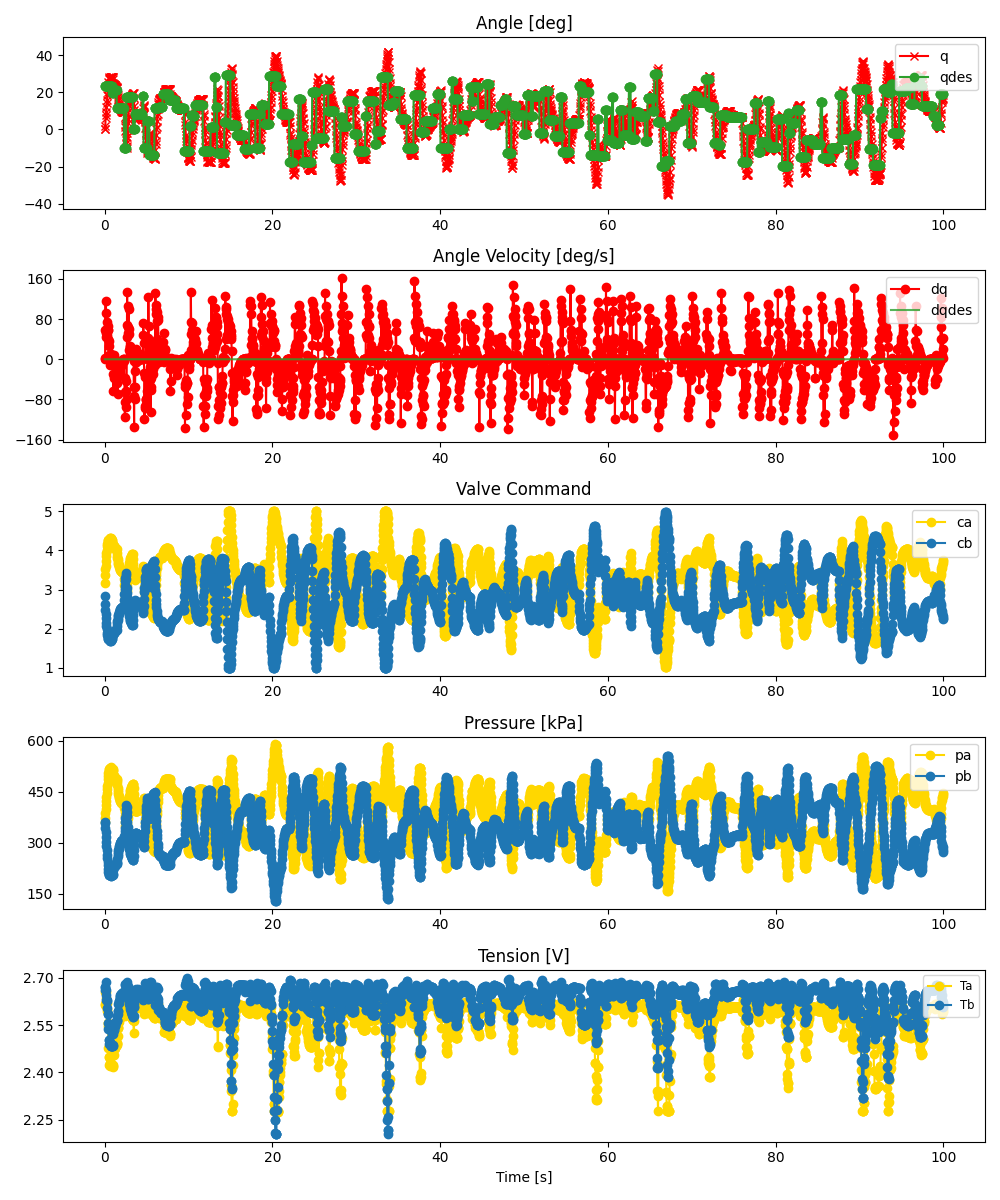 Angle [deg]
40
20
0
−20
−40
q
qdes
0 20 40 60 80 100
Angle Velocity [deg/s]
160
80
0
−80
−160
dq
dqdes
0 20 40 60 80 100
Valve Command
5
4
3
2
1
ca
cb
0 20 40 60 80 100
Pressure [kPa]
600
450
300
150
pa
pb
0 20 40 60 80 100
Tension [V]
2.70
2.55
2.40
2.25
Ta
Tb
0 20 40 60 80 100
Time [s]